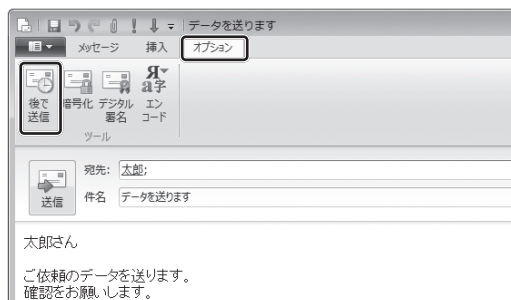 データを送ります
メッセージ 挿入 オプション
後で送信 暗号化 デジタル署名 エンコード
ツール
宛先: 太郎;
送信 件名 データを送ります
太郎さん
ご依頼のデータを送ります。
確認をお願いします。